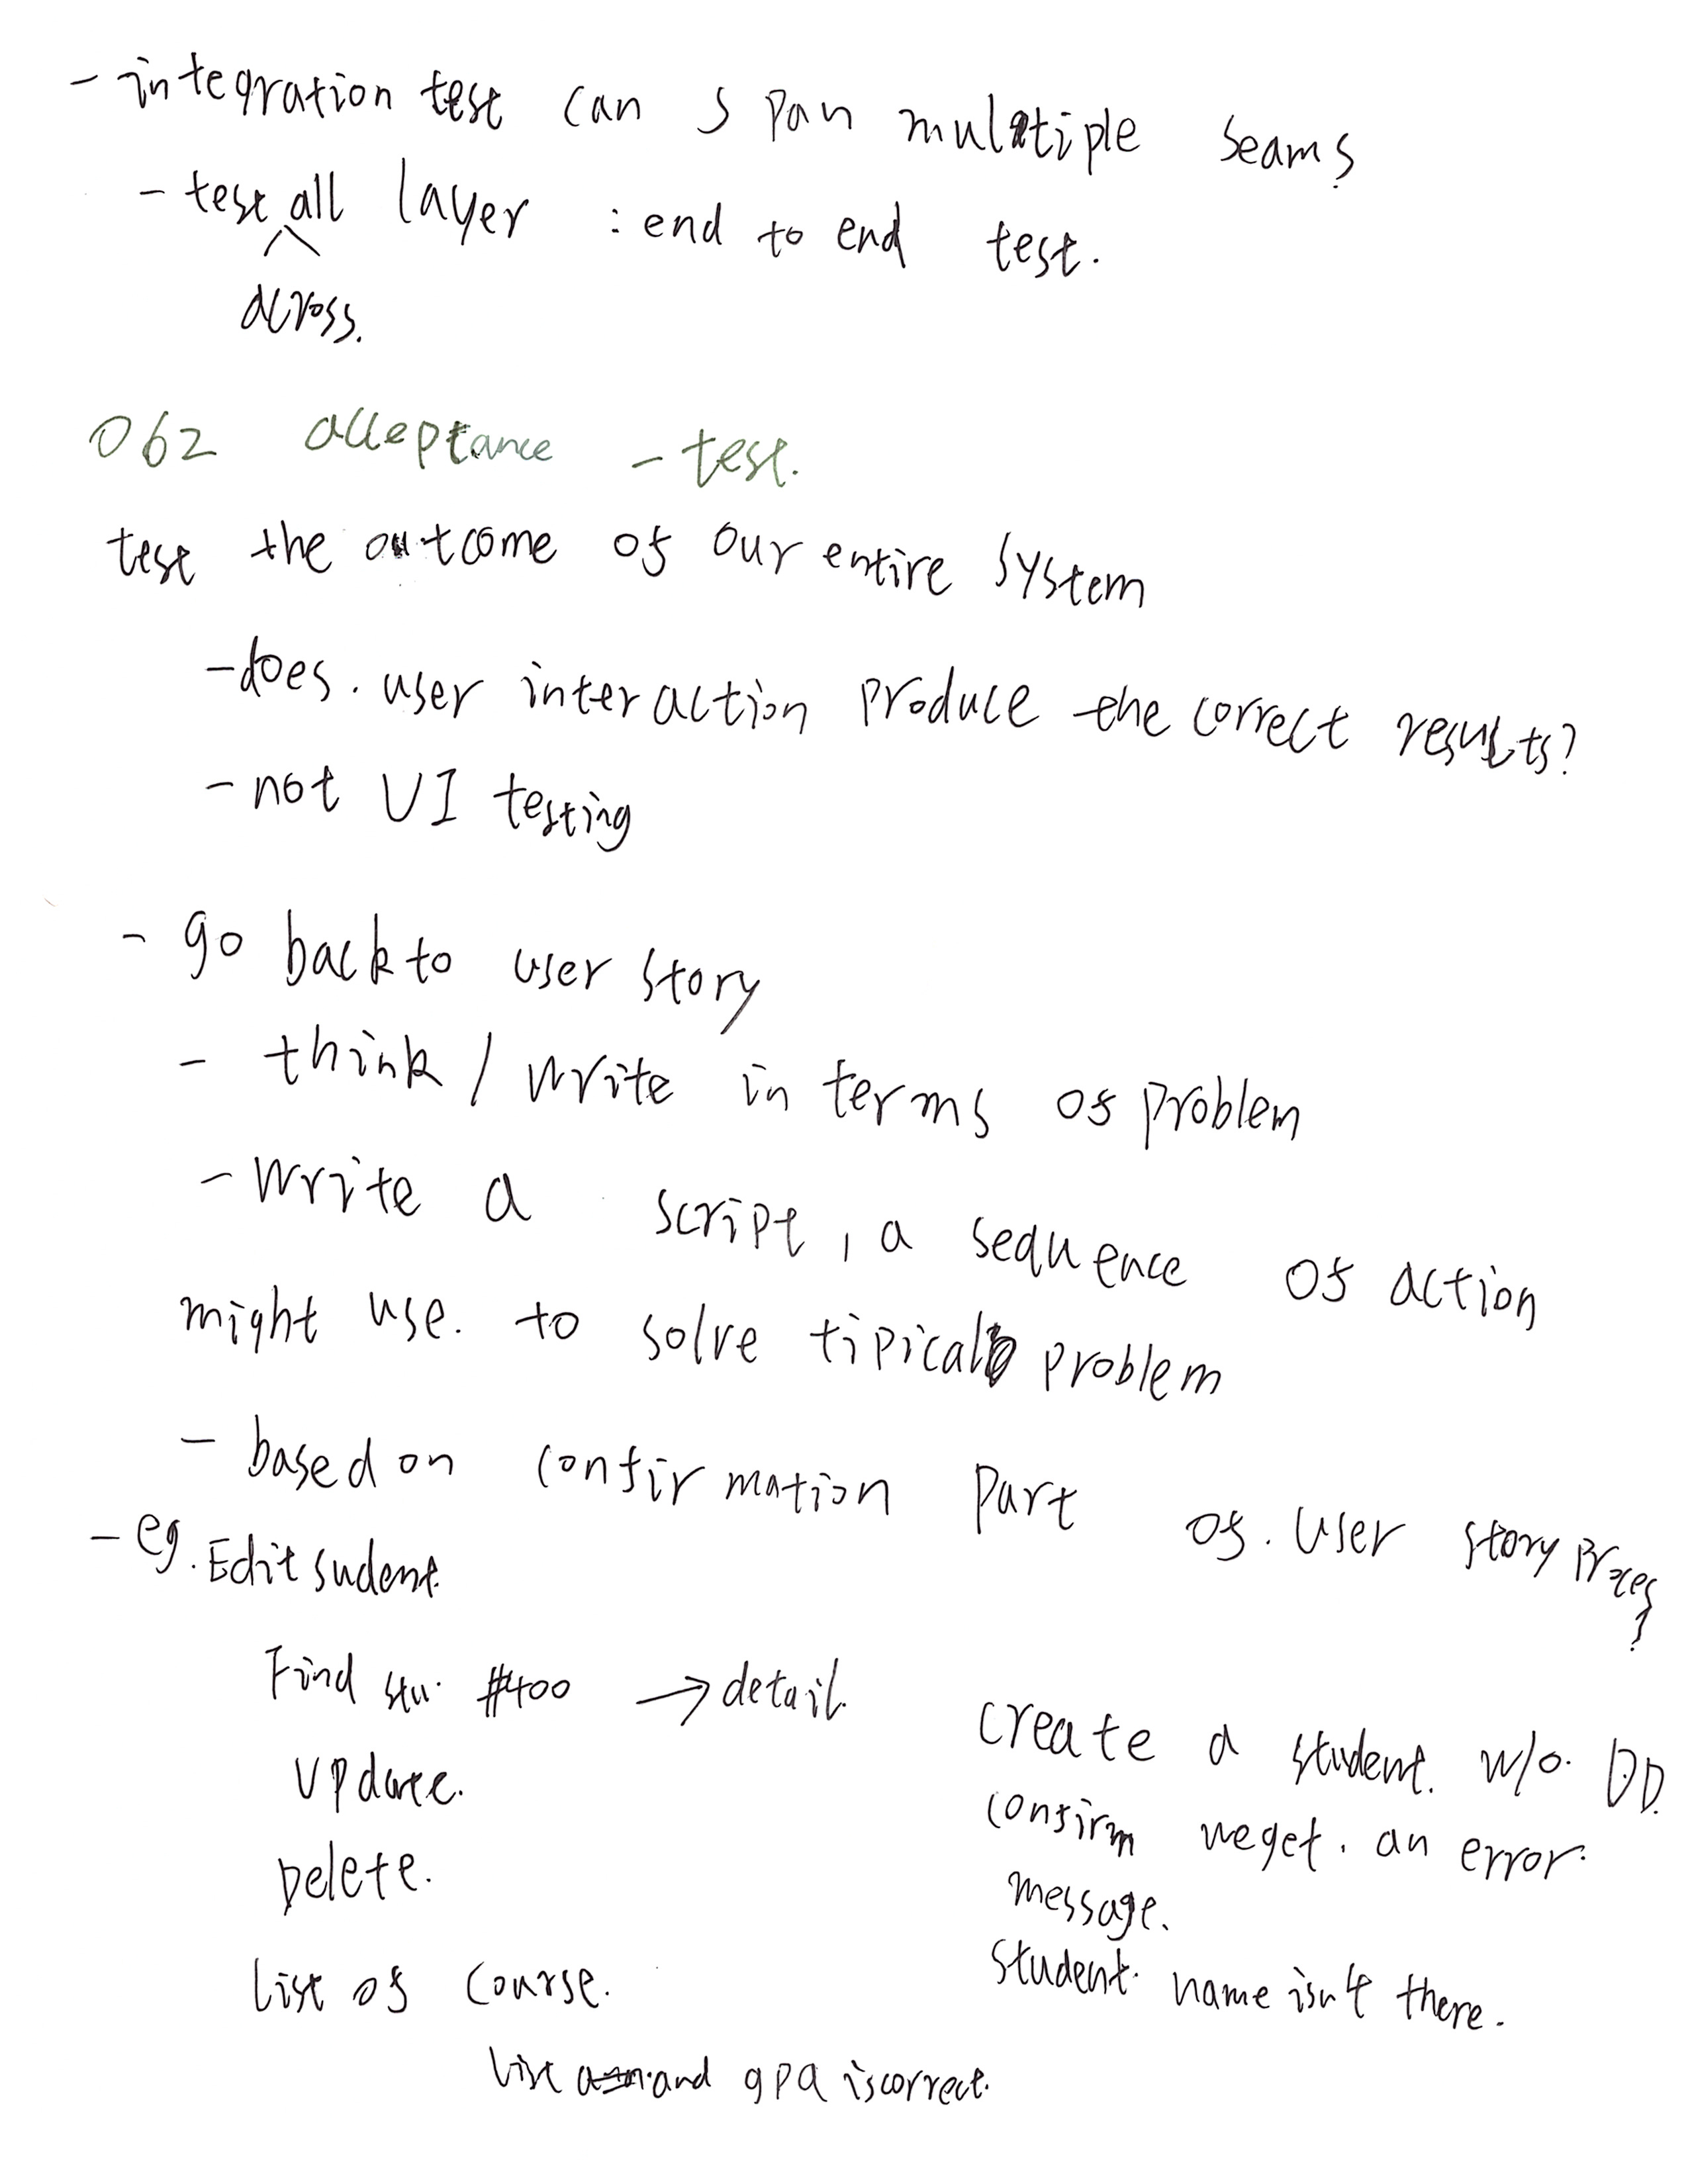 - integration test can span multiple seams
- test all layer : end to end test.
across.
062 acceptance - test.
test the outcome of our entire system
- does. user interaction produce the correct results?
- not UI testing
- go back to user story
- think / write in terms of problem
- write a script, a sequence of action
might use. to solve tipical problem
- based on confirmation part of. user story process
- eg. Edit sudent.
Find stu. #400 → detail.
Update.
Delete.
List of course.
list and gpa is correct.
create a student. w/o. DD.
confirm we get. an error.
message.
student. name isn't there.